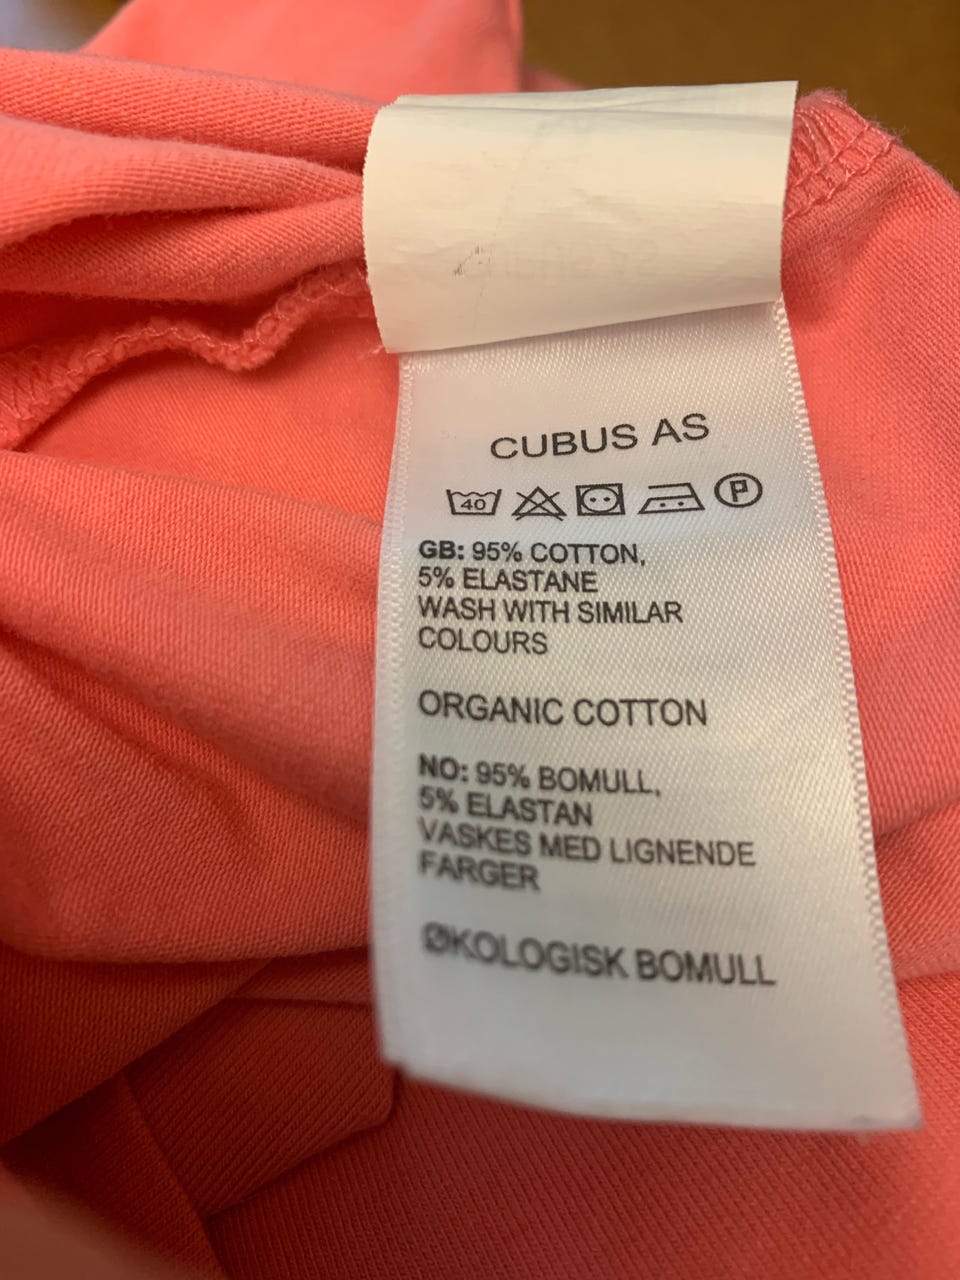 CUBUS AS
40 P
GB: 95% COTTON,
5% ELASTANE
WASH WITH SIMILAR
COLOURS
ORGANIC COTTON
NO: 95% BOMULL,
5% ELASTAN
VASKES MED LIGNENDE
FARGER
ØKOLOGISK BOMULL